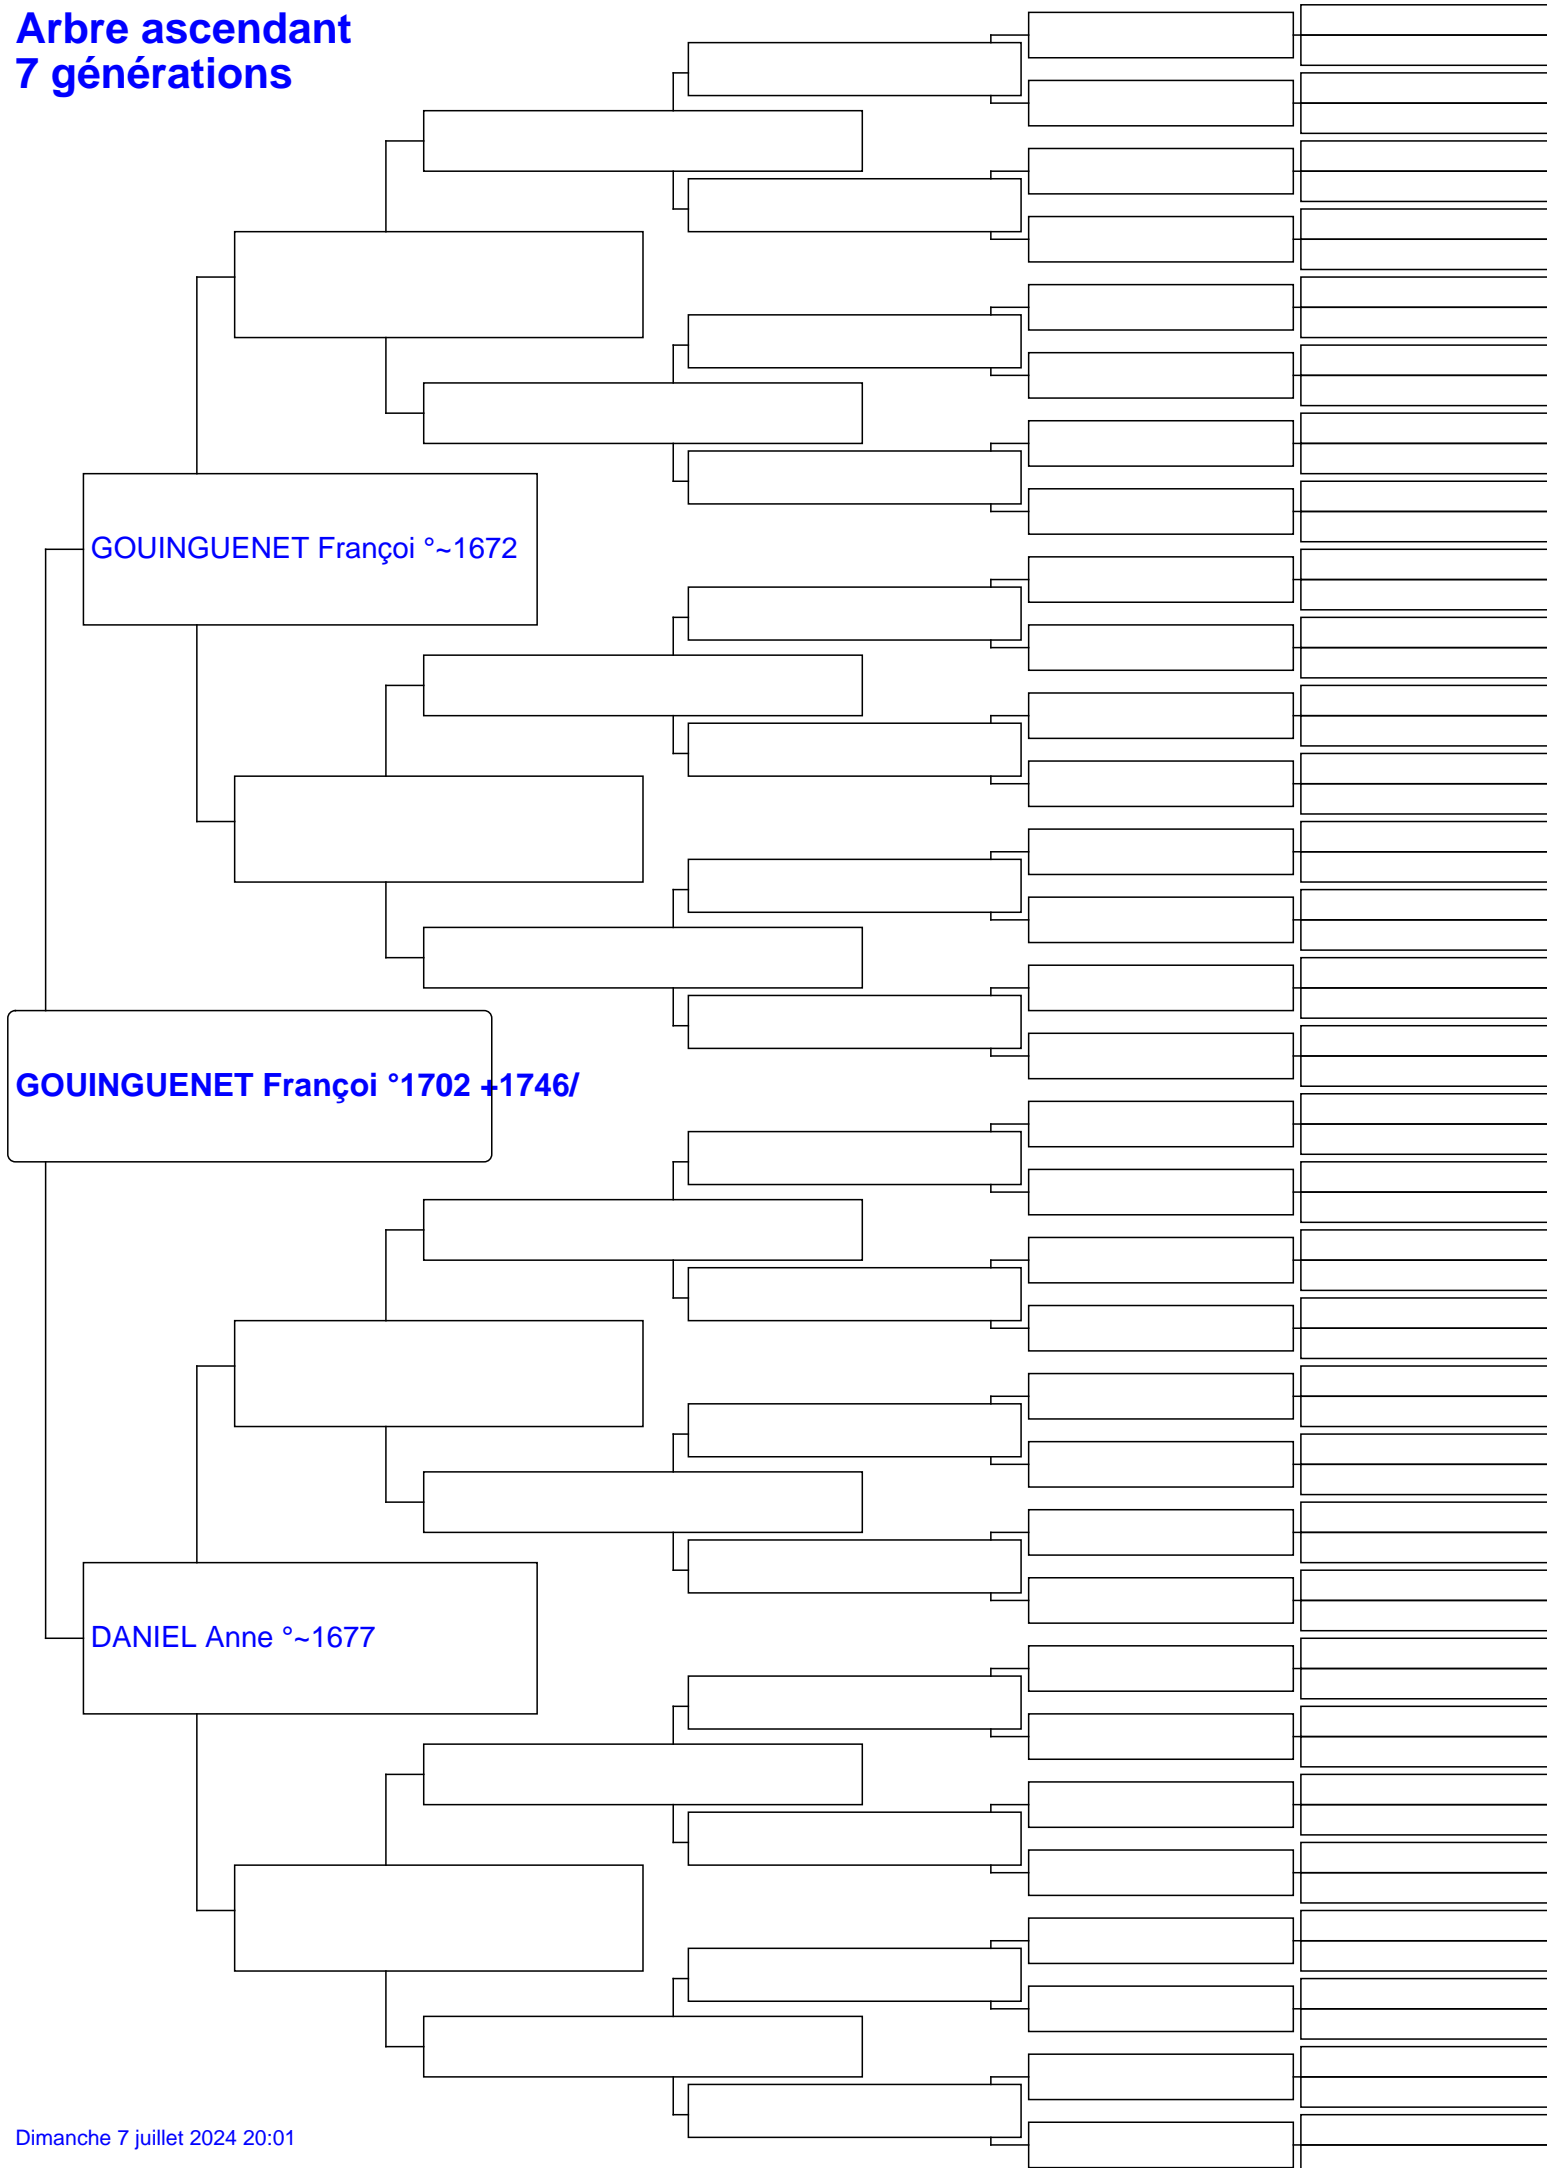 Arbre ascendant
7 générations
GOUINGUENET Françoi °~1672
GOUINGUENET Françoi °1702 +1746/
DANIEL Anne °~1677
Dimanche 7 juillet 2024 20:01